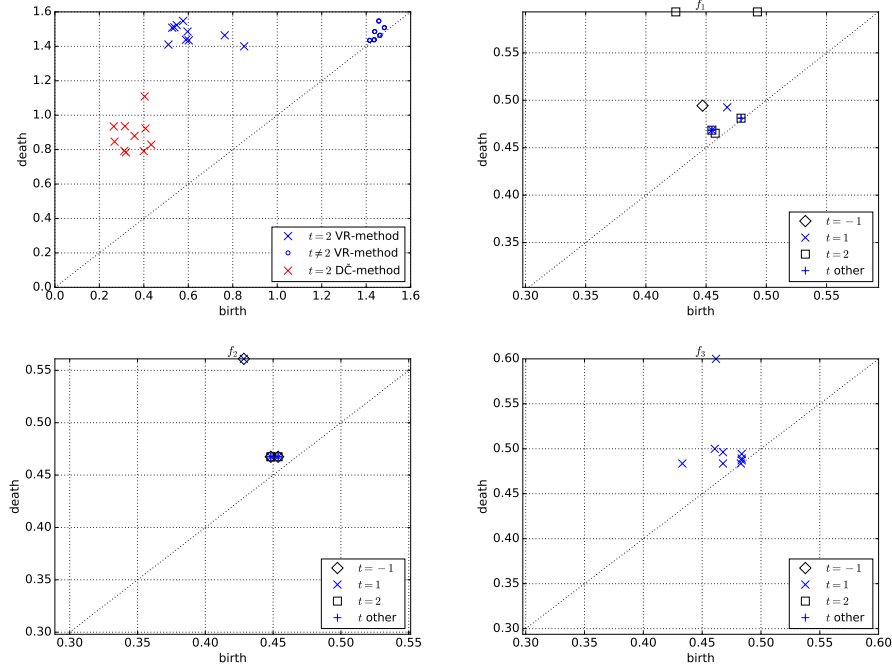 1.6
1.4
1.2
1.0
0.8
0.6
0.4
0.2
0.0
death
0.0 0.2 0.4 0.6 0.8 1.0 1.2 1.4 1.6
birth
t = 2 VR-method
t ≠ 2 VR-method
t = 2 DČ-method
f₁
0.55
0.50
0.45
0.40
0.35
death
0.30 0.35 0.40 0.45 0.50 0.55
birth
t = −1
t = 1
t = 2
t other
f₂
0.55
0.50
0.45
0.40
0.35
0.30
death
0.30 0.35 0.40 0.45 0.50 0.55
birth
t = −1
t = 1
t = 2
t other
f₃
0.60
0.55
0.50
0.45
0.40
0.35
0.30
death
0.30 0.35 0.40 0.45 0.50 0.55 0.60
birth
t = −1
t = 1
t = 2
t other